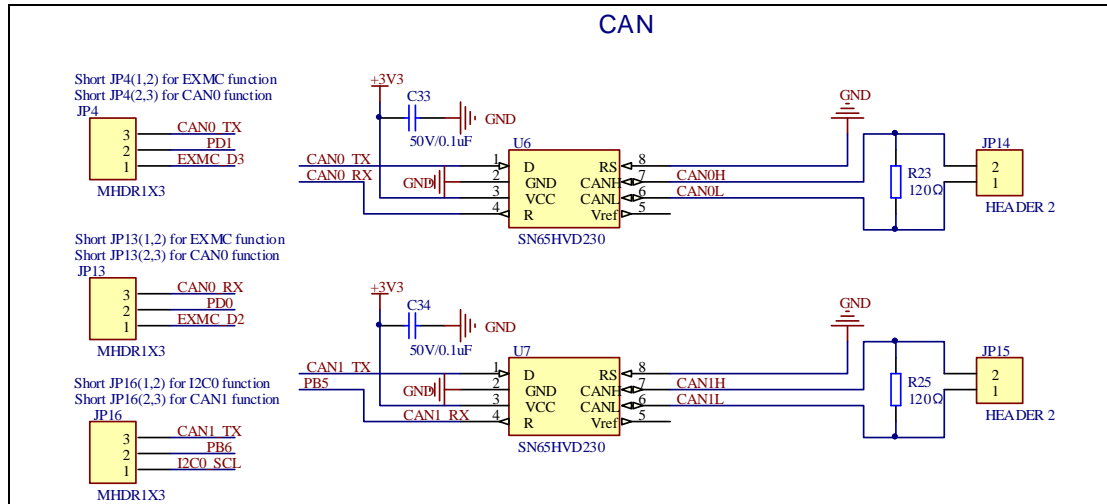 CAN
Short JP4(1,2) for EXMC function
Short JP4(2,3) for CAN0 function
JP4
3 CAN0_TX
2 PD1
1 EXMC_D3
MHDR1X3
Short JP13(1,2) for EXMC function
Short JP13(2,3) for CAN0 function
JP13
3 CAN0_RX
2 PD0
1 EXMC_D2
MHDR1X3
Short JP16(1,2) for I2C0 function
Short JP16(2,3) for CAN1 function
JP16
3 CAN1_TX
2 PB6
1 I2C0_SCL
MHDR1X3
+3V3
C33
GND
50V/0.1uF
U6
CAN0_TX 1 D
GND 2 GND
3 VCC
CAN0_RX 4 R
RS 8
CANH 7 CAN0H
CANL 6 CAN0L
Vref 5
SN65HVD230
GND
R23
120Ω
JP14
2
1
HEADER 2
+3V3
C34
GND
50V/0.1uF
U7
CAN1_TX 1 D
GND 2 GND
3 VCC
PB5 CAN1_RX 4 R
RS 8
CANH 7 CAN1H
CANL 6 CAN1L
Vref 5
SN65HVD230
GND
R25
120Ω
JP15
2
1
HEADER 2